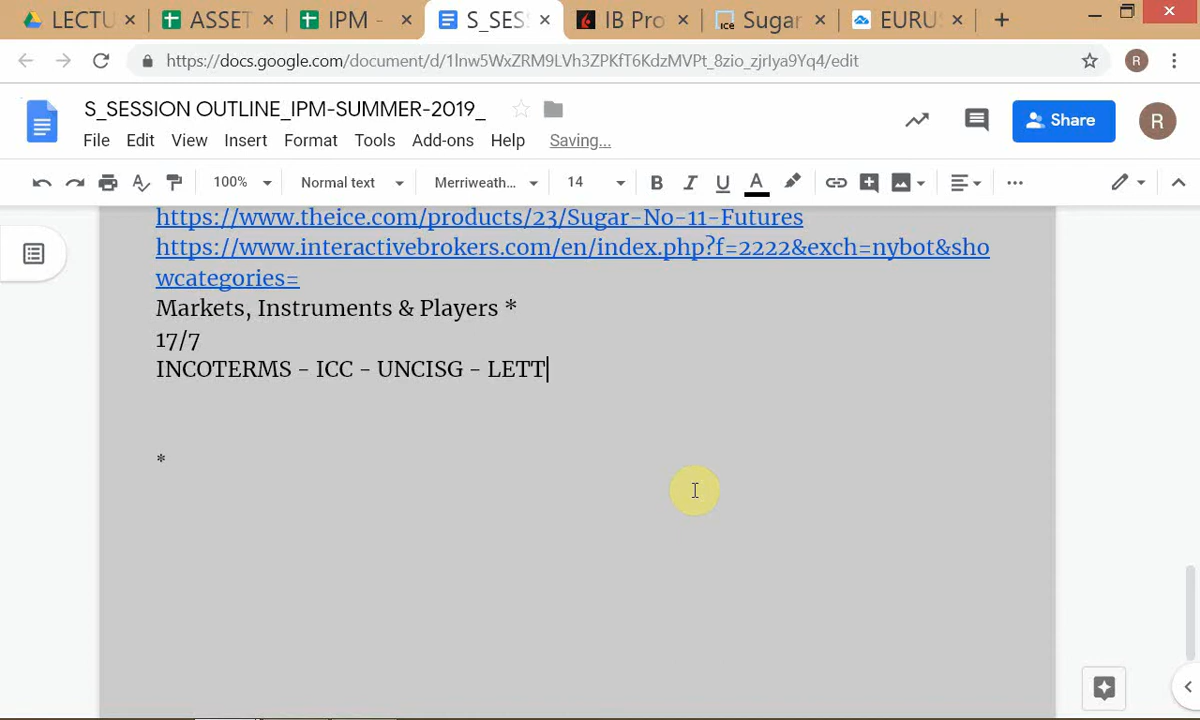 LECTU ASSET IPM - S_SES IB Pro ice Sugar EURU
https://docs.google.com/document/d/1lnw5WxZRM9LVh3ZPKfT6KdzMVPt_8zio_zjrlya9Yq4/edit R
S_SESSION OUTLINE_IPM-SUMMER-2019_
Share R
File Edit View Insert Format Tools Add-ons Help Saving...
100% Normal text Merriweath... 14 B I U A
https://www.theice.com/products/23/Sugar-No-11-Futures
https://www.interactivebrokers.com/en/index.php?f=2222&exch=nybot&sho
wcategories=
Markets, Instruments & Players *
17/7
INCOTERMS - ICC - UNCISG - LETT
*